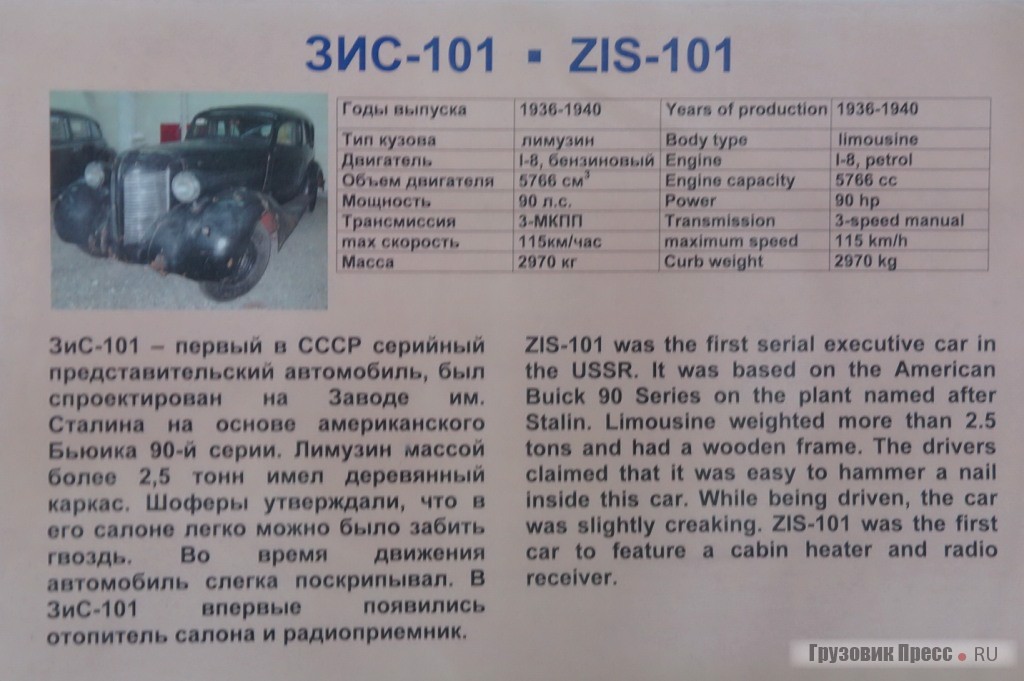 ЗИС-101 ▪ ZIS-101
Годы выпуска 1936-1940 Years of production 1936-1940
Тип кузова лимузин Body type limousine
Двигатель I-8, бензиновый Engine I-8, petrol
Объем двигателя 5766 см³ Engine capacity 5766 cc
Мощность 90 л.с. Power 90 hp
Трансмиссия 3-МКПП Transmission 3-speed manual
max скорость 115км/час maximum speed 115 km/h
Масса 2970 кг Curb weight 2970 kg
ЗиС-101 – первый в СССР серийный
представительский автомобиль, был
спроектирован на Заводе им.
Сталина на основе американского
Бьюика 90-й серии. Лимузин массой
более 2,5 тонн имел деревянный
каркас. Шоферы утверждали, что в
его салоне легко можно было забить
гвоздь. Во время движения
автомобиль слегка поскрипывал. В
ЗиС-101 впервые появились
отопитель салона и радиоприемник.
ZIS-101 was the first serial executive car in
the USSR. It was based on the American
Buick 90 Series on the plant named after
Stalin. Limousine weighted more than 2.5
tons and had a wooden frame. The drivers
claimed that it was easy to hammer a nail
inside this car. While being driven, the car
was slightly creaking. ZIS-101 was the first
car to feature a cabin heater and radio
receiver.
Грузовик Пресс ● RU